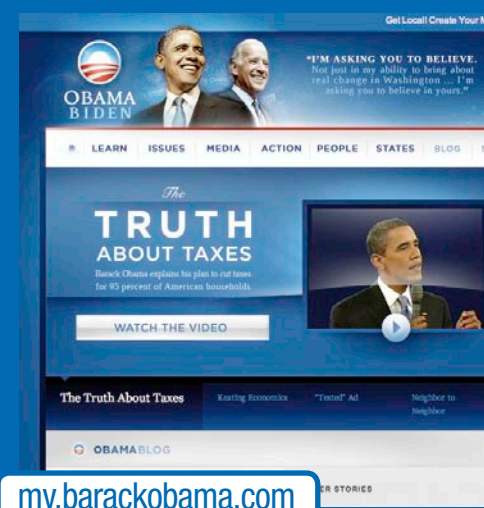 Get Local! Create Your
OBAMA
BIDEN
"I'M ASKING YOU TO BELIEVE.
Not just in my ability to bring about
real change in Washington ... I'm
asking you to believe in yours."
LEARN ISSUES MEDIA ACTION PEOPLE STATES BLOG
The
TRUTH
ABOUT TAXES
Barack Obama explains his plan to cut taxes
for 95 percent of American households.
WATCH THE VIDEO
The Truth About Taxes Keating Economics "Tested" Ad Neighbor to
Neighbor
OBAMABLOG
my.barackobama.com
ER STORIES